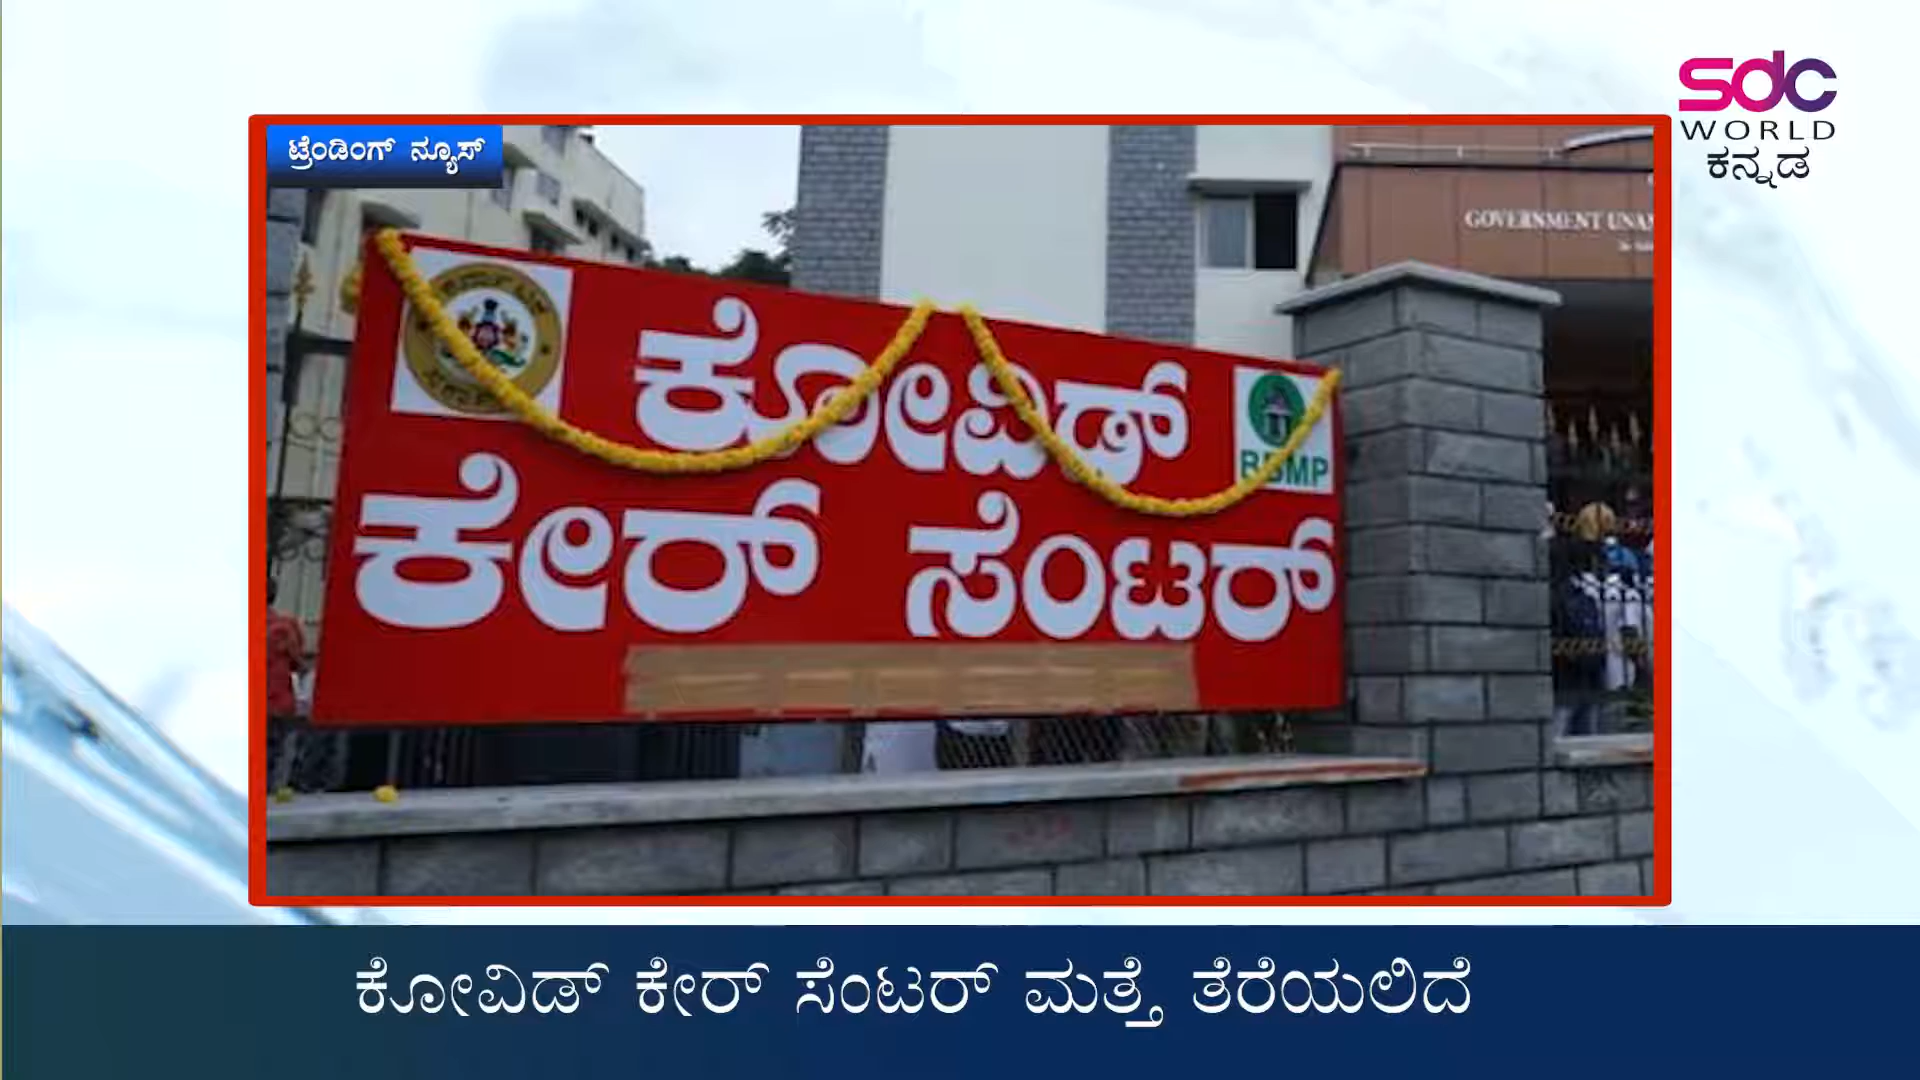 sdc
WORLD
ಕನ್ನಡ
ಟ್ರೆಂಡಿಂಗ್ ನ್ಯೂಸ್
GOVERNMENT
ಕೋವಿಡ್
BBMP
ಕೇರ್ ಸೆಂಟರ್
ಕೋವಿಡ್ ಕೇರ್ ಸೆಂಟರ್ ಮತ್ತೆ ತೆರೆಯಲಿದೆ